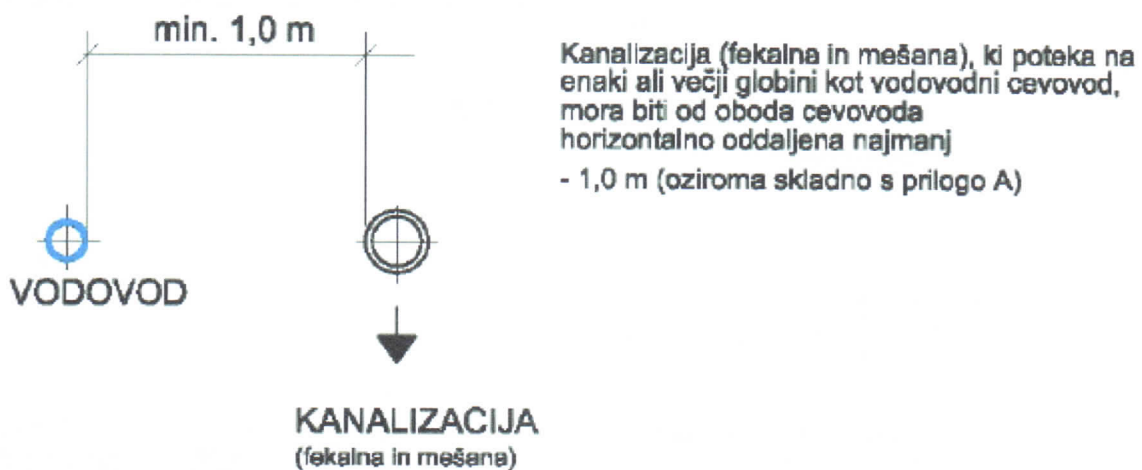 min. 1,0 m
Kanalizacija (fekalna in mešana), ki poteka na
enaki ali večji globini kot vodovodni cevovod,
mora biti od oboda cevovoda
horizontalno oddaljena najmanj
- 1,0 m (oziroma skladno s prilogo A)
VODOVOD
KANALIZACIJA
(fekalna in mešana)